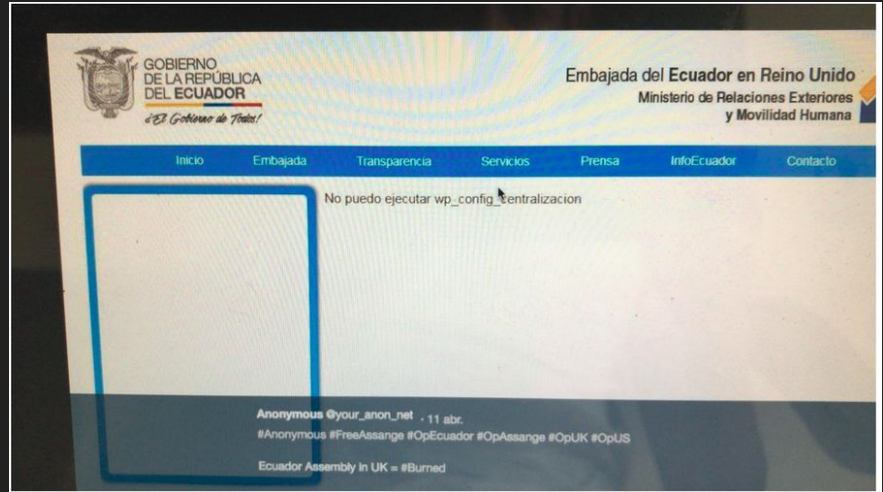 GOBIERNO
DE LA REPÚBLICA
DEL ECUADOR
¡El Gobierno de Todos!
Embajada del Ecuador en Reino Unido
Ministerio de Relaciones Exteriores
y Movilidad Humana
Inicio Embajada Transparencia Servicios Prensa InfoEcuador Contacto
No puedo ejecutar wp_config_centralizacion
Anonymous @your_anon_net · 11 abr.
#Anonymous #FreeAssange #OpEcuador #OpAssange #OpUK #OpUS
Ecuador Assembly in UK = #Burned